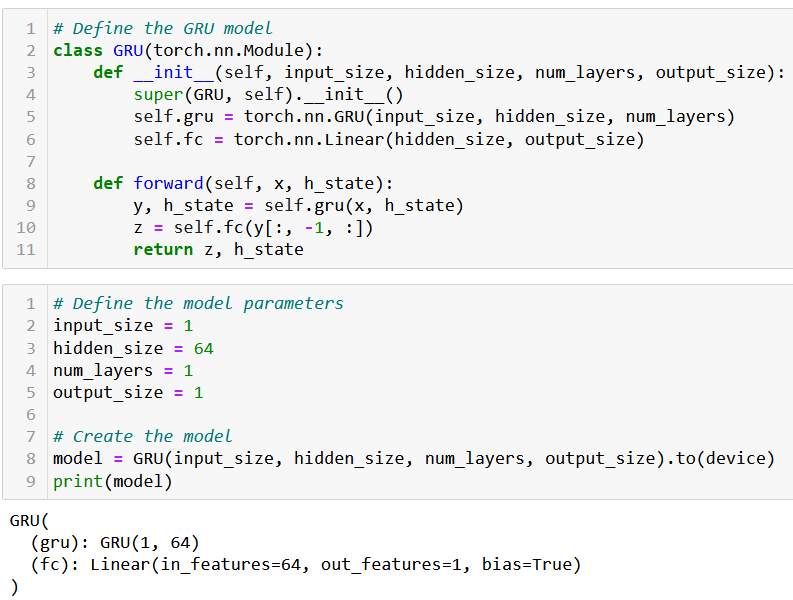 1 # Define the GRU model
2 class GRU(torch.nn.Module):
3     def __init__(self, input_size, hidden_size, num_layers, output_size):
4         super(GRU, self).__init__()
5         self.gru = torch.nn.GRU(input_size, hidden_size, num_layers)
6         self.fc = torch.nn.Linear(hidden_size, output_size)
7
8     def forward(self, x, h_state):
9         y, h_state = self.gru(x, h_state)
10         z = self.fc(y[:, -1, :])
11         return z, h_state
1 # Define the model parameters
2 input_size = 1
3 hidden_size = 64
4 num_layers = 1
5 output_size = 1
6
7 # Create the model
8 model = GRU(input_size, hidden_size, num_layers, output_size).to(device)
9 print(model)
GRU(
  (gru): GRU(1, 64)
  (fc): Linear(in_features=64, out_features=1, bias=True)
)